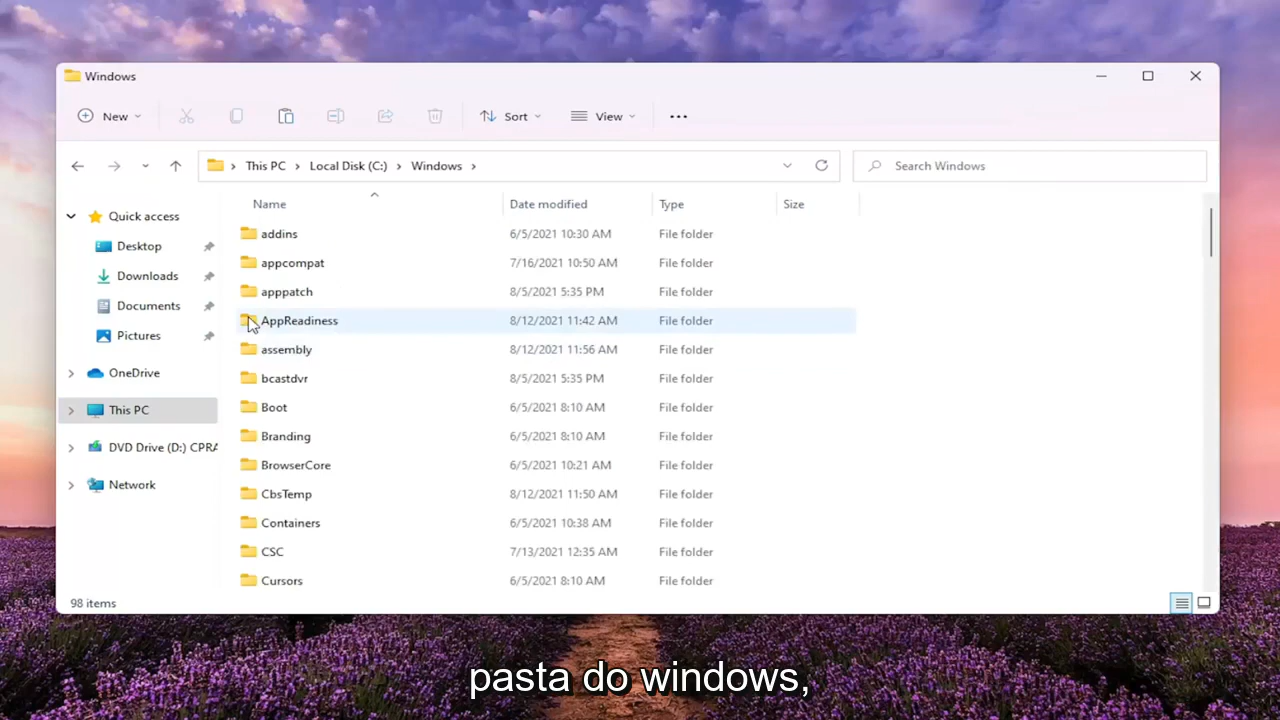 Windows
New
Sort
View
This PC > Local Disk (C:) > Windows >
Search Windows
Name Date modified Type Size
Quick access
Desktop
Downloads
Documents
Pictures
OneDrive
This PC
DVD Drive (D:) CPRA
Network
addins 6/5/2021 10:30 AM File folder
appcompat 7/16/2021 10:50 AM File folder
apppatch 8/5/2021 5:35 PM File folder
AppReadiness 8/12/2021 11:42 AM File folder
assembly 8/12/2021 11:56 AM File folder
bcastdvr 8/5/2021 5:35 PM File folder
Boot 6/5/2021 8:10 AM File folder
Branding 6/5/2021 8:10 AM File folder
BrowserCore 6/5/2021 10:21 AM File folder
CbsTemp 8/12/2021 11:50 AM File folder
Containers 6/5/2021 10:38 AM File folder
CSC 7/13/2021 12:35 AM File folder
Cursors 6/5/2021 8:10 AM File folder
98 items
pasta do windows,